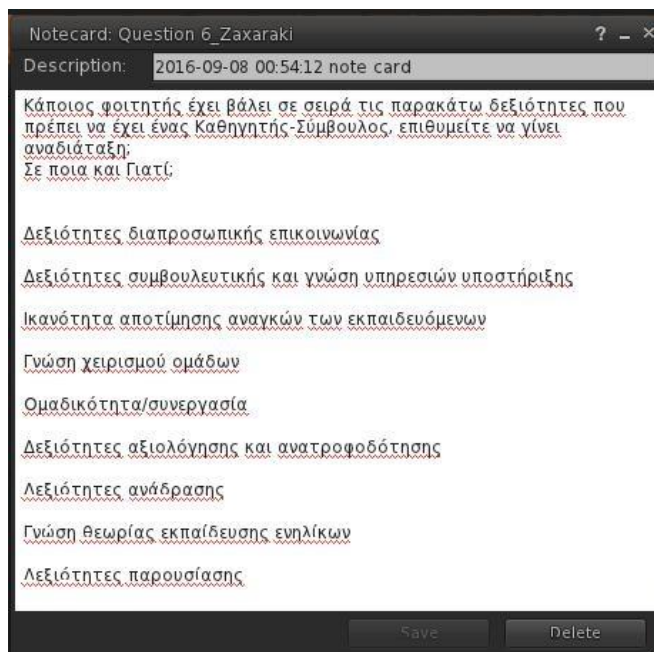 Notecard: Question 6_Zaxaraki ? _ ×
Description: 2016-09-08 00:54:12 note card
Κάποιος φοιτητής έχει βάλει σε σειρά τις παρακάτω δεξιότητες που
πρέπει να έχει ένας Καθηγητής-Σύμβουλος, επιθυμείτε να γίνει
αναδιάταξη;
Σε ποια και Γιατί;
Δεξιότητες διαπροσωπικής επικοινωνίας
Δεξιότητες συμβουλευτικής και γνώση υπηρεσιών υποστήριξης
Ικανότητα αποτίμησης αναγκών των εκπαιδευόμενων
Γνώση χειρισμού ομάδων
Ομαδικότητα/συνεργασία
Δεξιότητες αξιολόγησης και ανατροφοδότησης
Δεξιότητες ανάδρασης
Γνώση θεωρίας εκπαίδευσης ενηλίκων
Δεξιότητες παρουσίασης
Save Delete